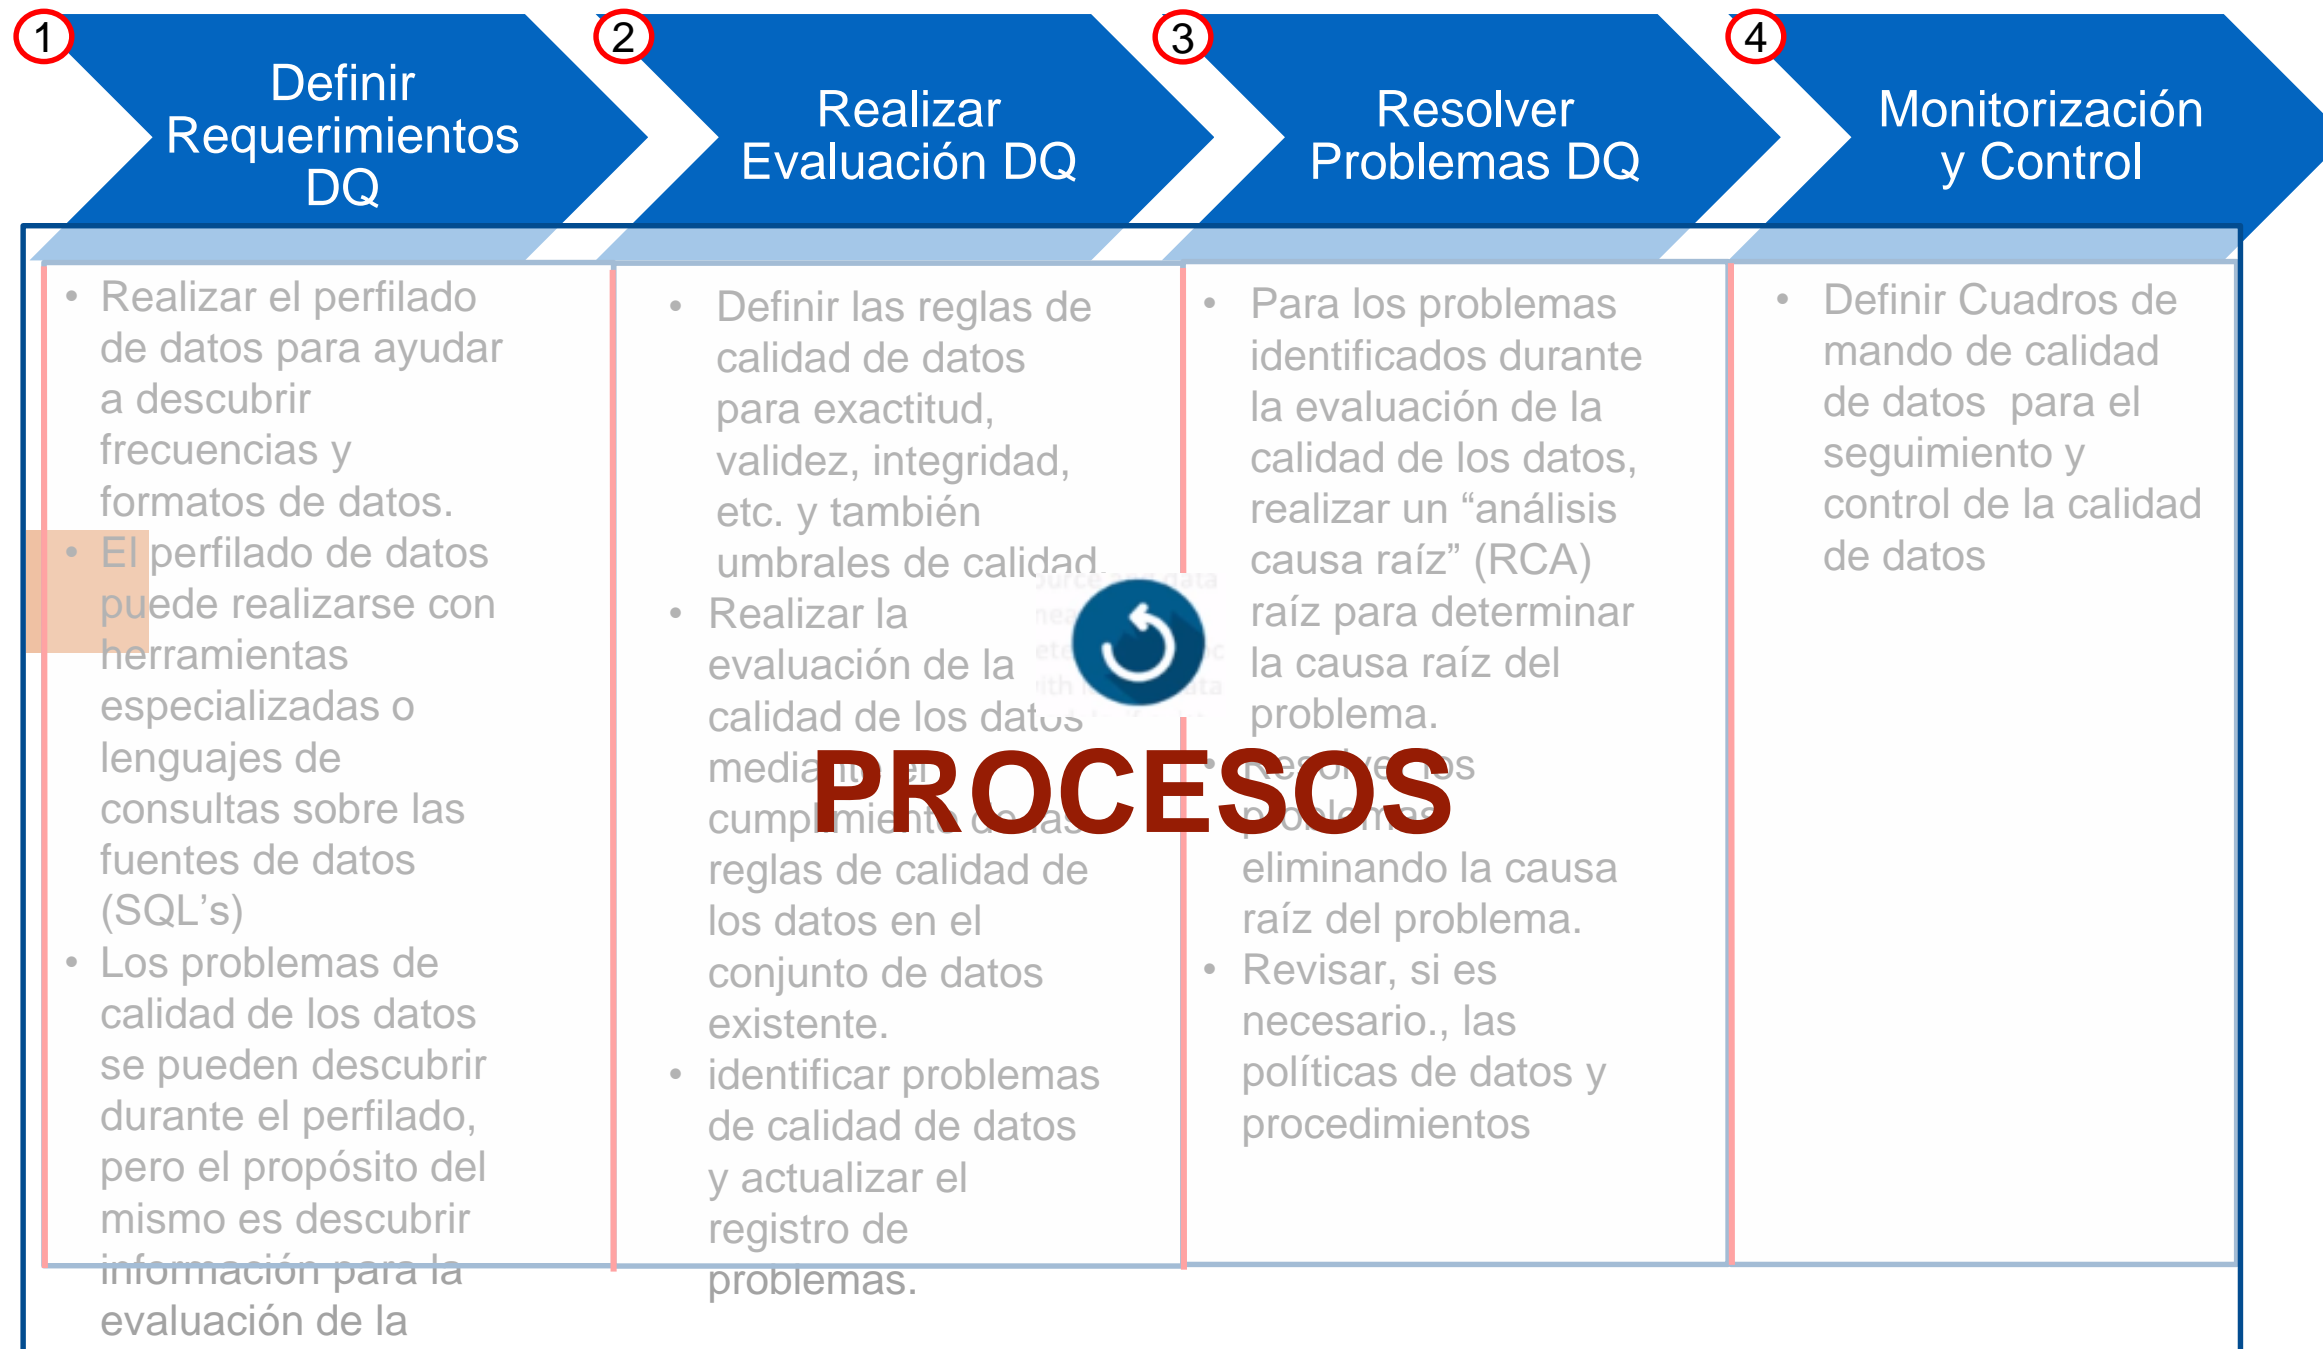 1
Definir
Requerimientos
DQ
2
Realizar
Evaluación DQ
3
Resolver
Problemas DQ
4
Monitorización
y Control
• Realizar el perfilado
de datos para ayudar
a descubrir
frecuencias y
formatos de datos.
• El perfilado de datos
puede realizarse con
herramientas
especializadas o
lenguajes de
consultas sobre las
fuentes de datos
(SQL’s)
• Los problemas de
calidad de los datos
se pueden descubrir
durante el perfilado,
pero el propósito del
mismo es descubrir
información para la
evaluación de la
• Definir las reglas de
calidad de datos
para exactitud,
validez, integridad,
etc. y también
umbrales de calidad.
• Realizar la
evaluación de la
calidad de los datos
mediante el
cumplimiento de las
reglas de calidad de
los datos en el
conjunto de datos
existente.
• identificar problemas
de calidad de datos
y actualizar el
registro de
problemas.
• Para los problemas
identificados durante
la evaluación de la
calidad de los datos,
realizar un “análisis
causa raíz” (RCA)
raíz para determinar
la causa raíz del
problema.
• Resolver los
problemas
eliminando la causa
raíz del problema.
• Revisar, si es
necesario., las
políticas de datos y
procedimientos
• Definir Cuadros de
mando de calidad
de datos para el
seguimiento y
control de la calidad
de datos
PROCESOS